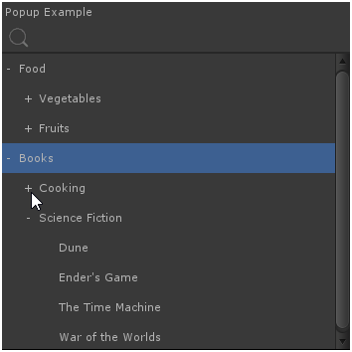 Popup Example
- Food
+ Vegetables
+ Fruits
- Books
+ Cooking
- Science Fiction
Dune
Ender's Game
The Time Machine
War of the Worlds